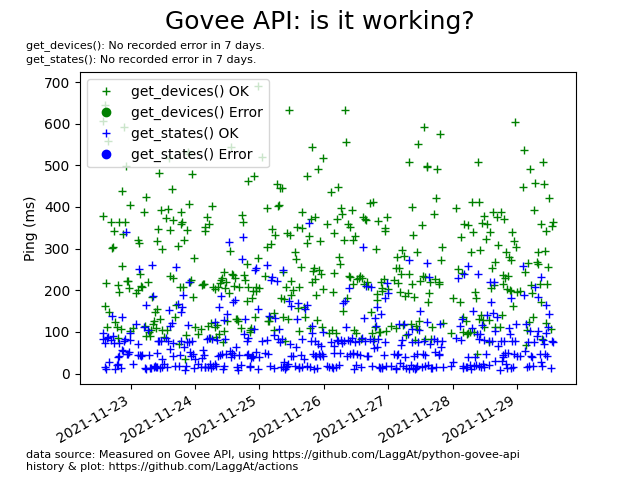 Govee API: is it working?
get_devices(): No recorded error in 7 days.
get_states(): No recorded error in 7 days.
700
600
500
400
300
200
100
0
Ping (ms)
get_devices() OK
get_devices() Error
get_states() OK
get_states() Error
2021-11-23
2021-11-24
2021-11-25
2021-11-26
2021-11-27
2021-11-28
2021-11-29
data source: Measured on Govee API, using https://github.com/LaggAt/python-govee-api
history & plot: https://github.com/LaggAt/actions